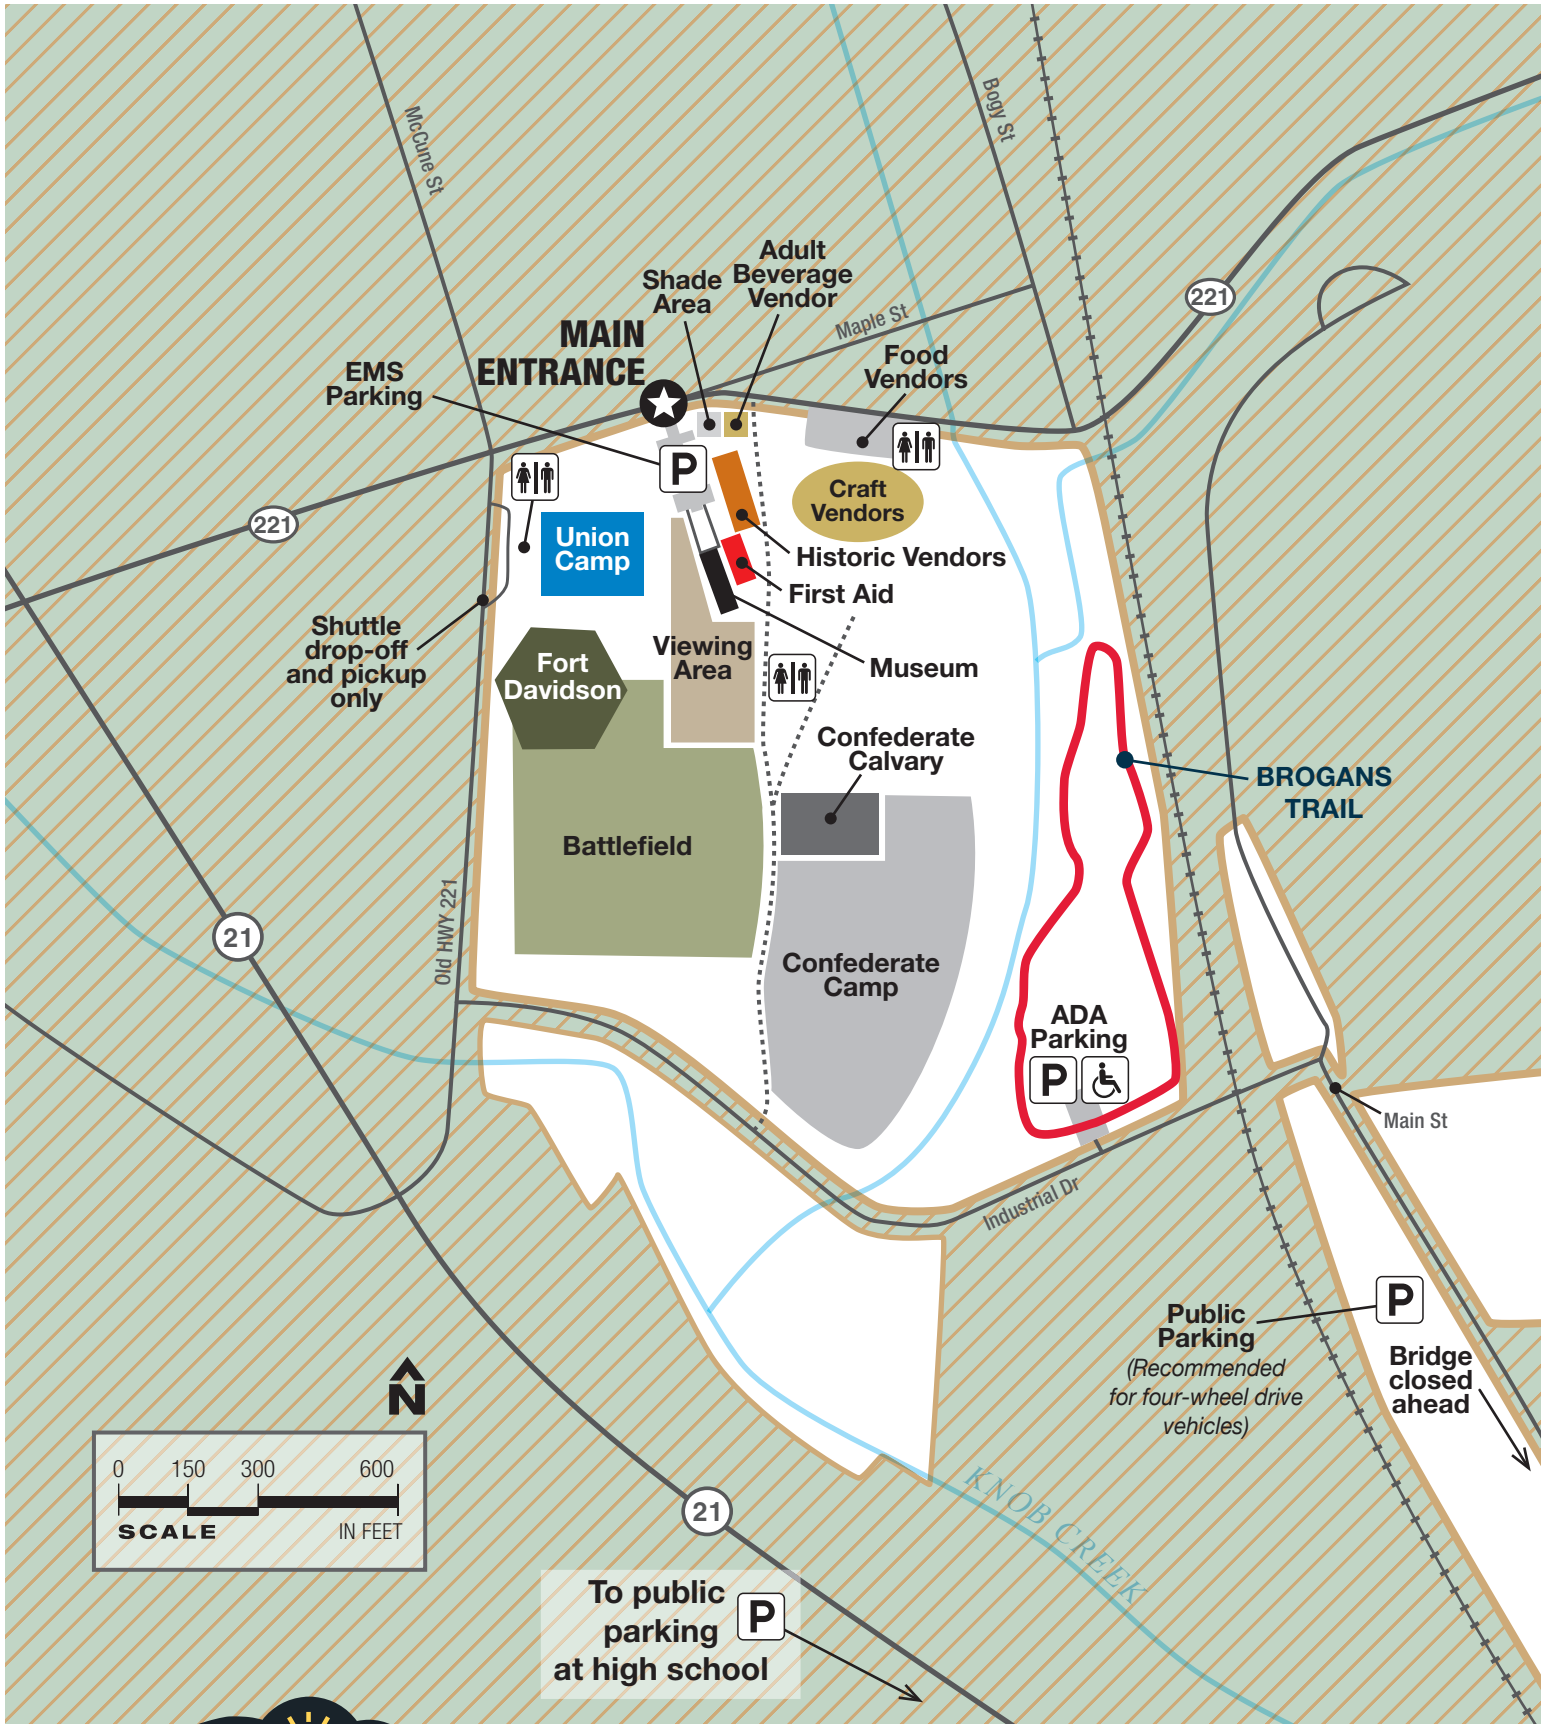 McCune St
Bogy St
221
Adult
Beverage
Vendor
Shade
Area
Maple St
MAIN
ENTRANCE
EMS
Parking
P
Food
Vendors
Craft
Vendors
221
Union
Camp
Historic Vendors
First Aid
Shuttle
drop-off
and pickup
only
Fort
Davidson
Viewing
Area
Museum
Confederate
Calvary
BROGANS
TRAIL
Battlefield
Old HWY 221
21
Confederate
Camp
ADA
Parking
P
Main St
Industrial Dr
P
Public
Parking
(Recommended
for four-wheel drive
vehicles)
Bridge
closed
ahead
N
0 150 300 600
SCALE IN FEET
21
KNOB CREEK
To public
parking
at high school
P